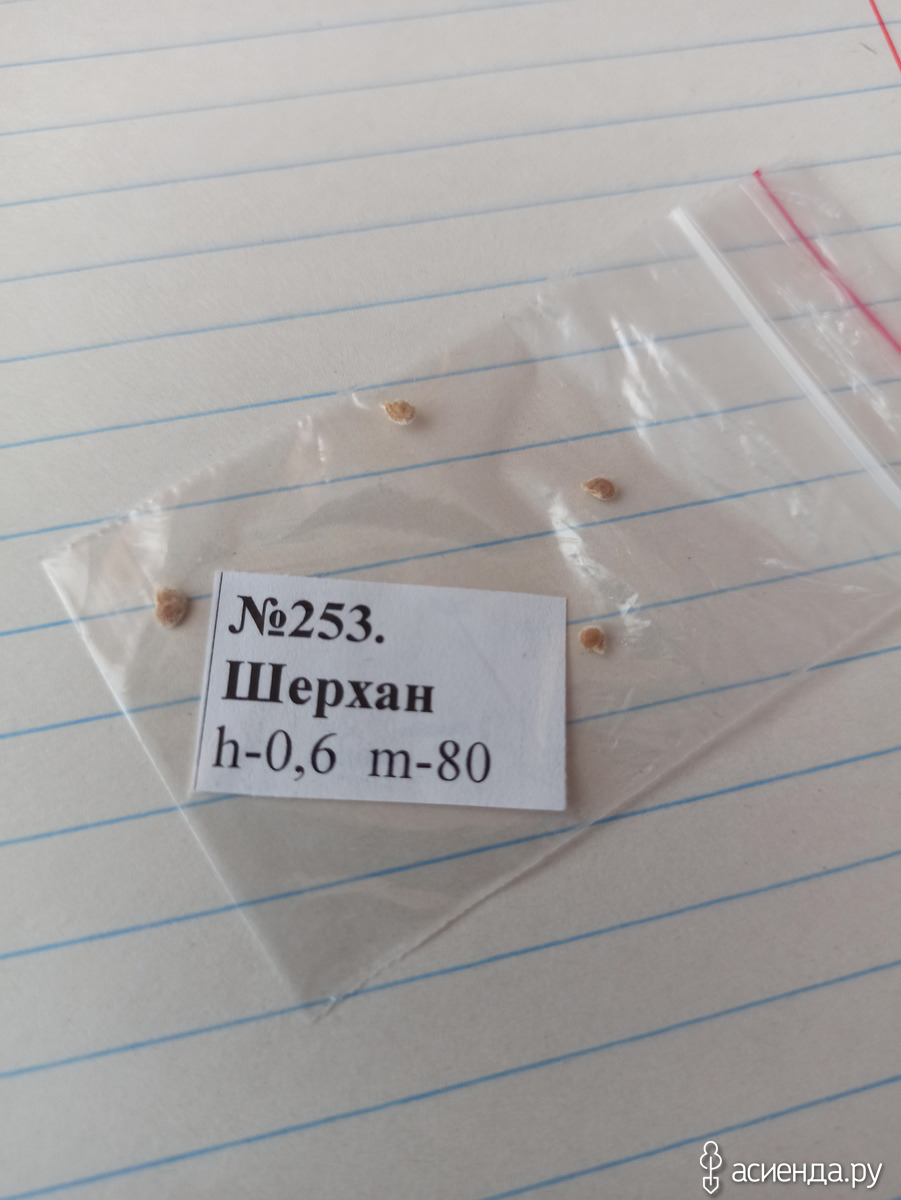 №253.
Шерхан
h-0,6 m-80
асиенда.ру